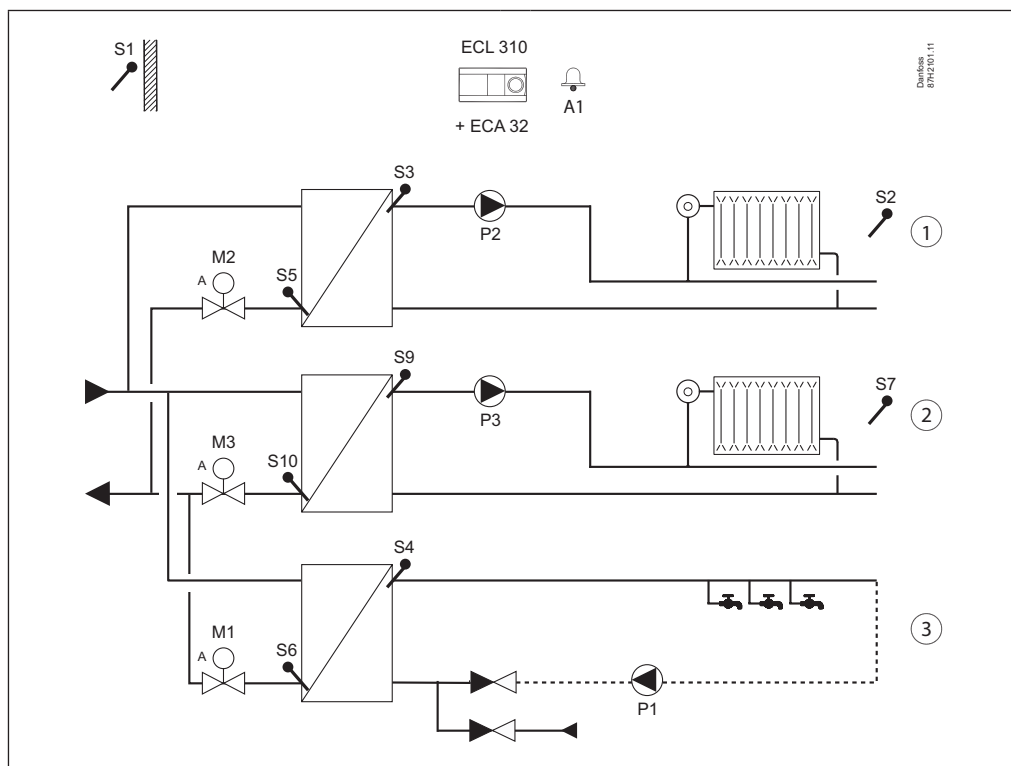 S1
ECL 310
+ ECA 32
A1
Danfoss
87H2101.11
S3
P2
S2
1
M2
A
S5
S9
P3
S7
2
M3
A
S10
S4
3
M1
A
S6
P1